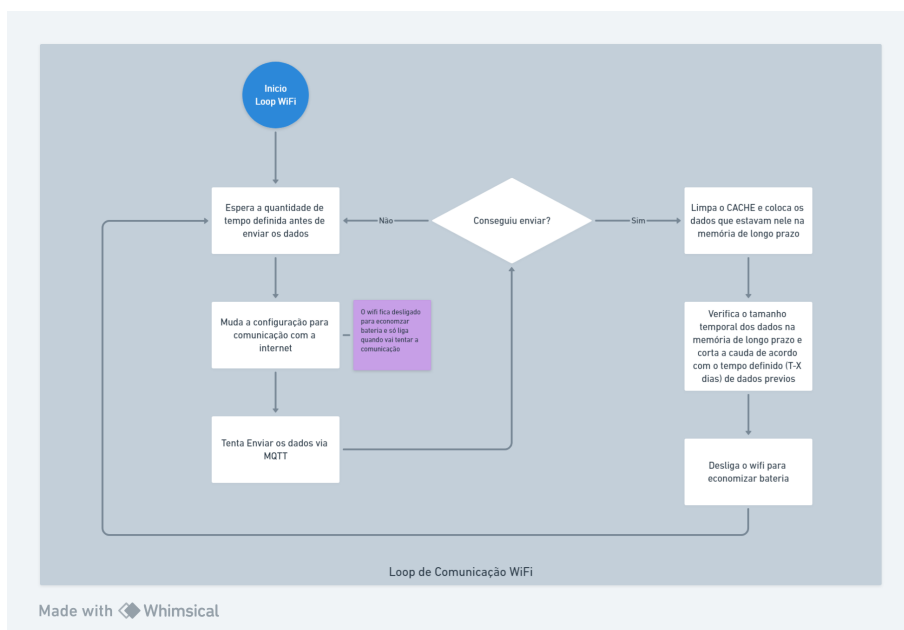 Inicio
Loop WiFi
Espera a quantidade de
tempo definida antes de
enviar os dados
Não
Conseguiu enviar?
Sim
Limpa o CACHE e coloca os
dados que estavam nele na
memória de longo prazo
Muda a configuração para
comunicação com a
internet
O wifi fica desligado
para economzar
bateria e só liga
quando vai tentar a
comunicação
Verifica o tamanho
temporal dos dados na
memória de longo prazo e
corta a cauda de acordo
com o tempo definido (T-X
dias) de dados previos
Tenta Enviar os dados via
MQTT
Desliga o wifi para
economizar bateria
Loop de Comunicação WiFi
Made with Whimsical